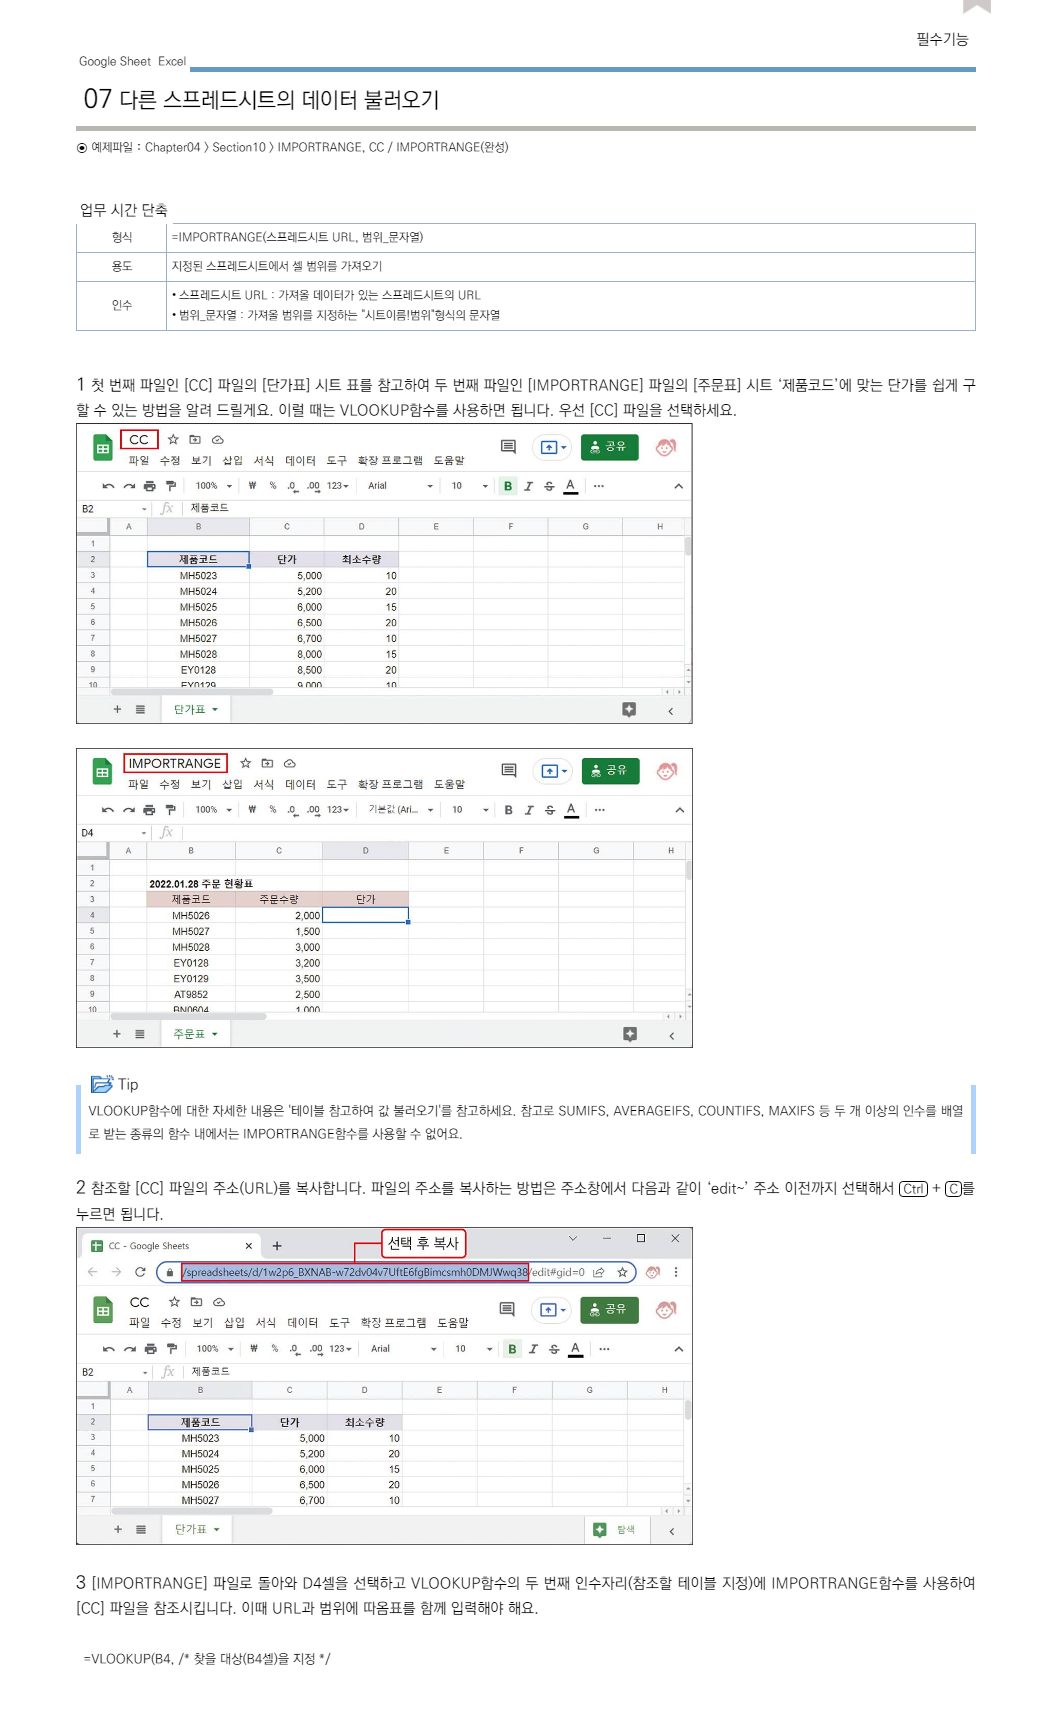 필수기능
Google Sheet Excel
07 다른 스프레드시트의 데이터 불러오기
예제파일 : Chapter04 〉 Section10 〉 IMPORTRANGE, CC / IMPORTRANGE(완성)
업무 시간 단축
형식 =IMPORTRANGE(스프레드시트 URL, 범위_문자열)
용도 지정된 스프레드시트에서 셀 범위를 가져오기
인수
• 스프레드시트 URL : 가져올 데이터가 있는 스프레드시트의 URL
• 범위_문자열 : 가져올 범위를 지정하는 "시트이름!범위"형식의 문자열
1 첫 번째 파일인 [CC] 파일의 [단가표] 시트 표를 참고하여 두 번째 파일인 [IMPORTRANGE] 파일의 [주문표] 시트 ‘제품코드’에 맞는 단가를 쉽게 구
할 수 있는 방법을 알려 드릴게요. 이럴 때는 VLOOKUP함수를 사용하면 됩니다. 우선 [CC] 파일을 선택하세요.
CC
공유
파일 수정 보기 삽입 서식 데이터 도구 확장 프로그램 도움말
100% ₩ % .0 .00 123 Arial 10 B I S A ...
B2 fx 제품코드
A B C D E F G H
1
2 제품코드 단가 최소수량
3 MH5023 5,000 10
4 MH5024 5,200 20
5 MH5025 6,000 15
6 MH5026 6,500 20
7 MH5027 6,700 10
8 MH5028 8,000 15
9 EY0128 8,500 20
10 EY0129 9,000 10
+ 단가표
IMPORTRANGE
공유
파일 수정 보기 삽입 서식 데이터 도구 확장 프로그램 도움말
100% ₩ % .0 .00 123 기본값 (Ari... 10 B I S A ...
D4 fx
A B C D E F G H
1
2 2022.01.28 주문 현황표
3 제품코드 주문수량 단가
4 MH5026 2,000
5 MH5027 1,500
6 MH5028 3,000
7 EY0128 3,200
8 EY0129 3,500
9 AT9852 2,500
10 BN0604 1,000
+ 주문표
Tip
VLOOKUP함수에 대한 자세한 내용은 '테이블 참고하여 값 불러오기'를 참고하세요. 참고로 SUMIFS, AVERAGEIFS, COUNTIFS, MAXIFS 등 두 개 이상의 인수를 배열
로 받는 종류의 함수 내에서는 IMPORTRANGE함수를 사용할 수 없어요.
2 참조할 [CC] 파일의 주소(URL)를 복사합니다. 파일의 주소를 복사하는 방법은 주소창에서 다음과 같이 ‘edit~’ 주소 이전까지 선택해서 Ctrl + C를
누르면 됩니다.
선택 후 복사
CC - Google Sheets × +
/spreadsheets/d/1w2p6_BXNAB-w72dv04v7UftE6fgBimcsmh0DMJWwq38/edit#gid=0
CC
공유
파일 수정 보기 삽입 서식 데이터 도구 확장 프로그램 도움말
100% ₩ % .0 .00 123 Arial 10 B I S A ...
B2 fx 제품코드
A B C D E F G H
1
2 제품코드 단가 최소수량
3 MH5023 5,000 10
4 MH5024 5,200 20
5 MH5025 6,000 15
6 MH5026 6,500 20
7 MH5027 6,700 10
+ 단가표 탐색
3 [IMPORTRANGE] 파일로 돌아와 D4셀을 선택하고 VLOOKUP함수의 두 번째 인수자리(참조할 테이블 지정)에 IMPORTRANGE함수를 사용하여
[CC] 파일을 참조시킵니다. 이때 URL과 범위에 따옴표를 함께 입력해야 해요.
=VLOOKUP(B4, /* 찾을 대상(B4셀)을 지정 */